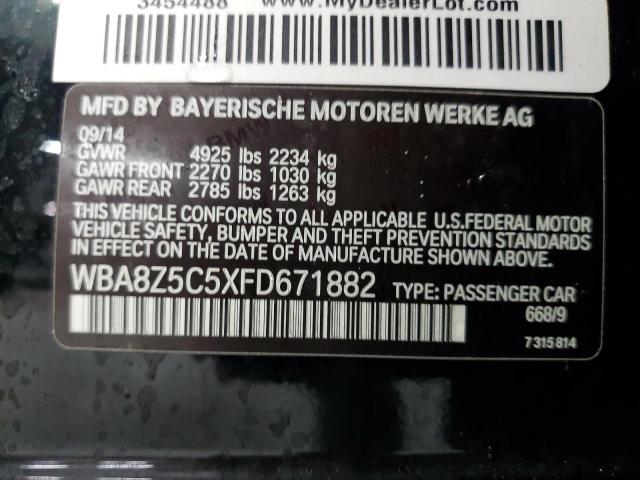 3454488 www.MyDealerLot.com
MFD BY BAYERISCHE MOTOREN WERKE AG
09/14
GVWR 4925 lbs 2234 kg
GAWR FRONT 2270 lbs 1030 kg
GAWR REAR 2785 lbs 1263 kg
THIS VEHICLE CONFORMS TO ALL APPLICABLE U.S.FEDERAL MOTOR
VEHICLE SAFETY, BUMPER AND THEFT PREVENTION STANDARDS
IN EFFECT ON THE DATE OF MANUFACTURE SHOWN ABOVE.
WBA8Z5C5XFD671882 TYPE: PASSENGER CAR
668/9
7315814